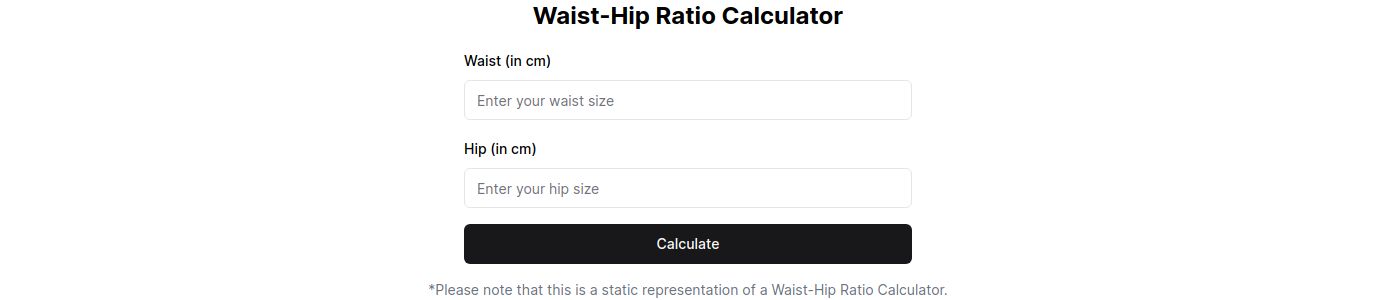 Waist-Hip Ratio Calculator
Waist (in cm)
Enter your waist size
Hip (in cm)
Enter your hip size
Calculate
*Please note that this is a static representation of a Waist-Hip Ratio Calculator.